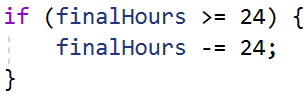 if (finalHours >= 24) {
    finalHours -= 24;
}